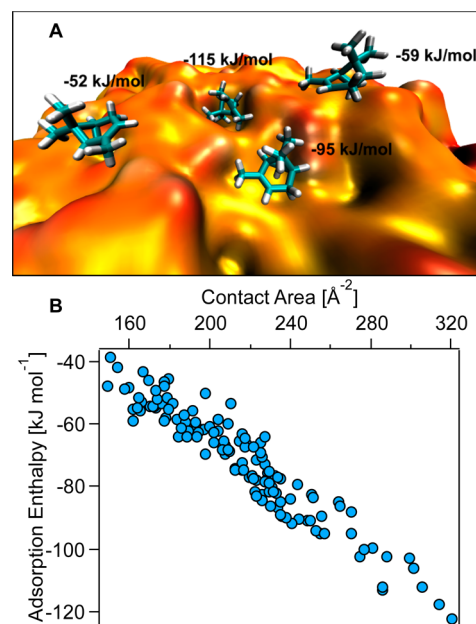 A
-115 kJ/mol
-59 kJ/mol
-52 kJ/mol
-95 kJ/mol
Contact Area [Å⁻²]
B
160 200 240 280 320
Adsorption Enthalpy [kJ mol⁻¹]
-40
-60
-80
-100
-120